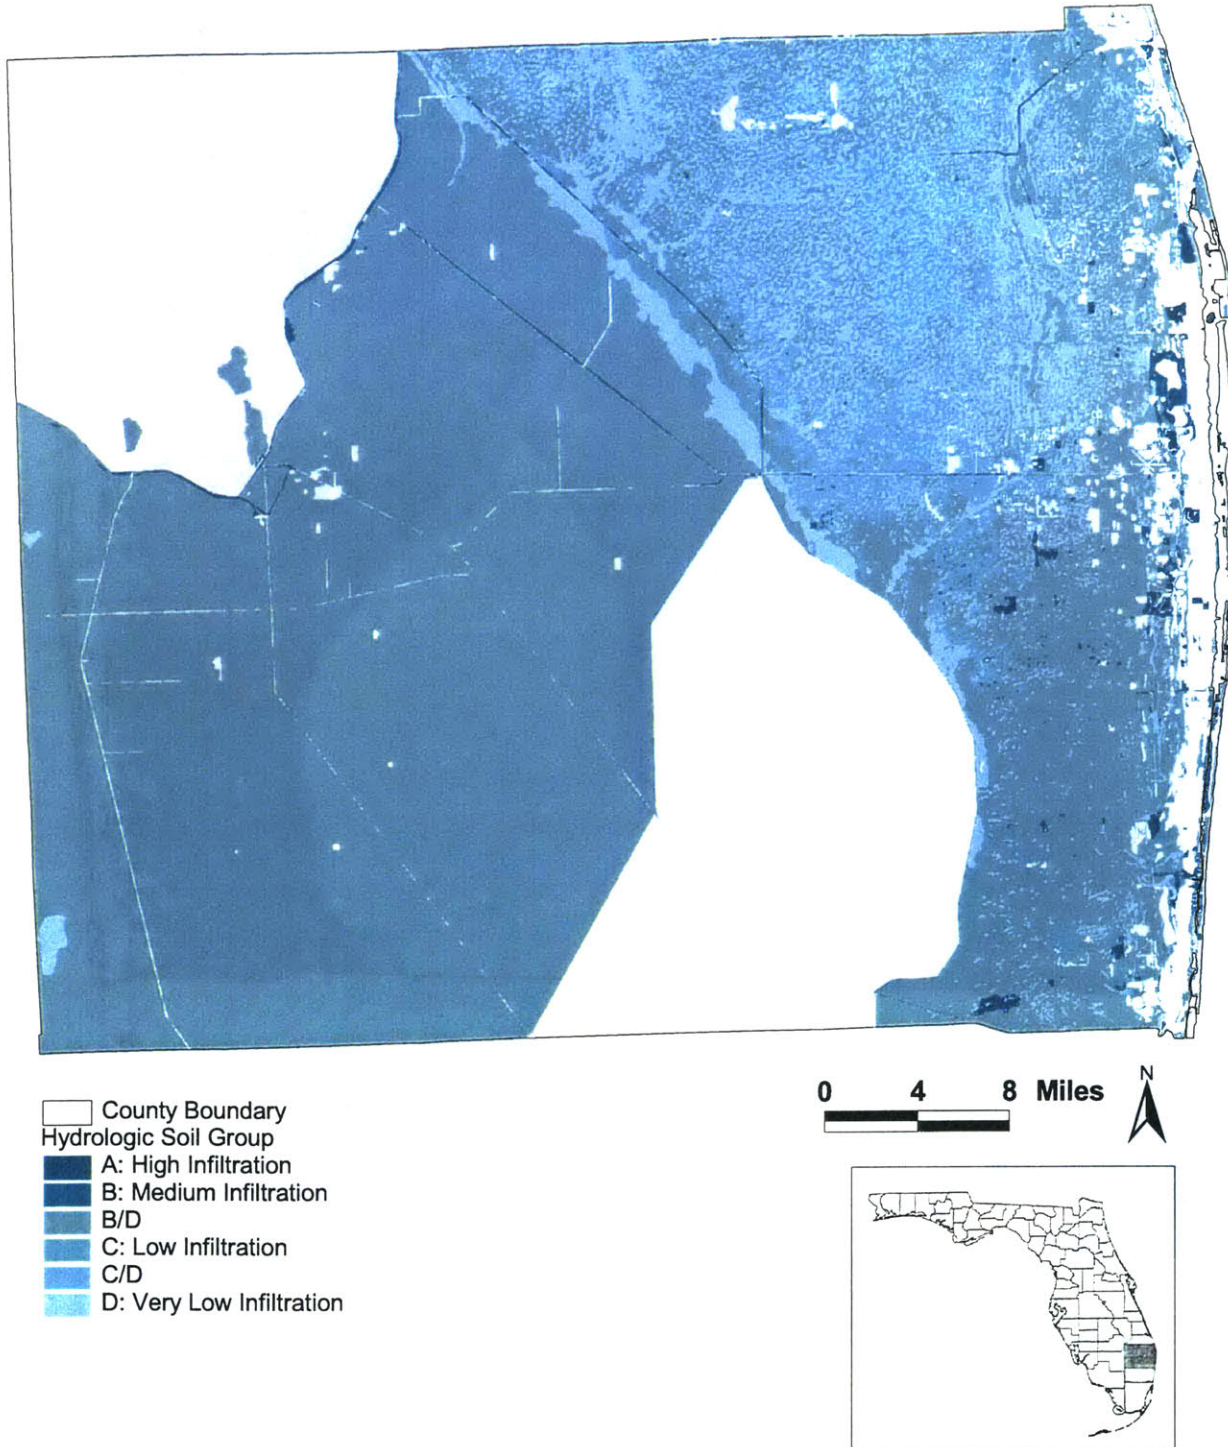 0 4 8 Miles
N
County Boundary
Hydrologic Soil Group
A: High Infiltration
B: Medium Infiltration
B/D
C: Low Infiltration
C/D
D: Very Low Infiltration